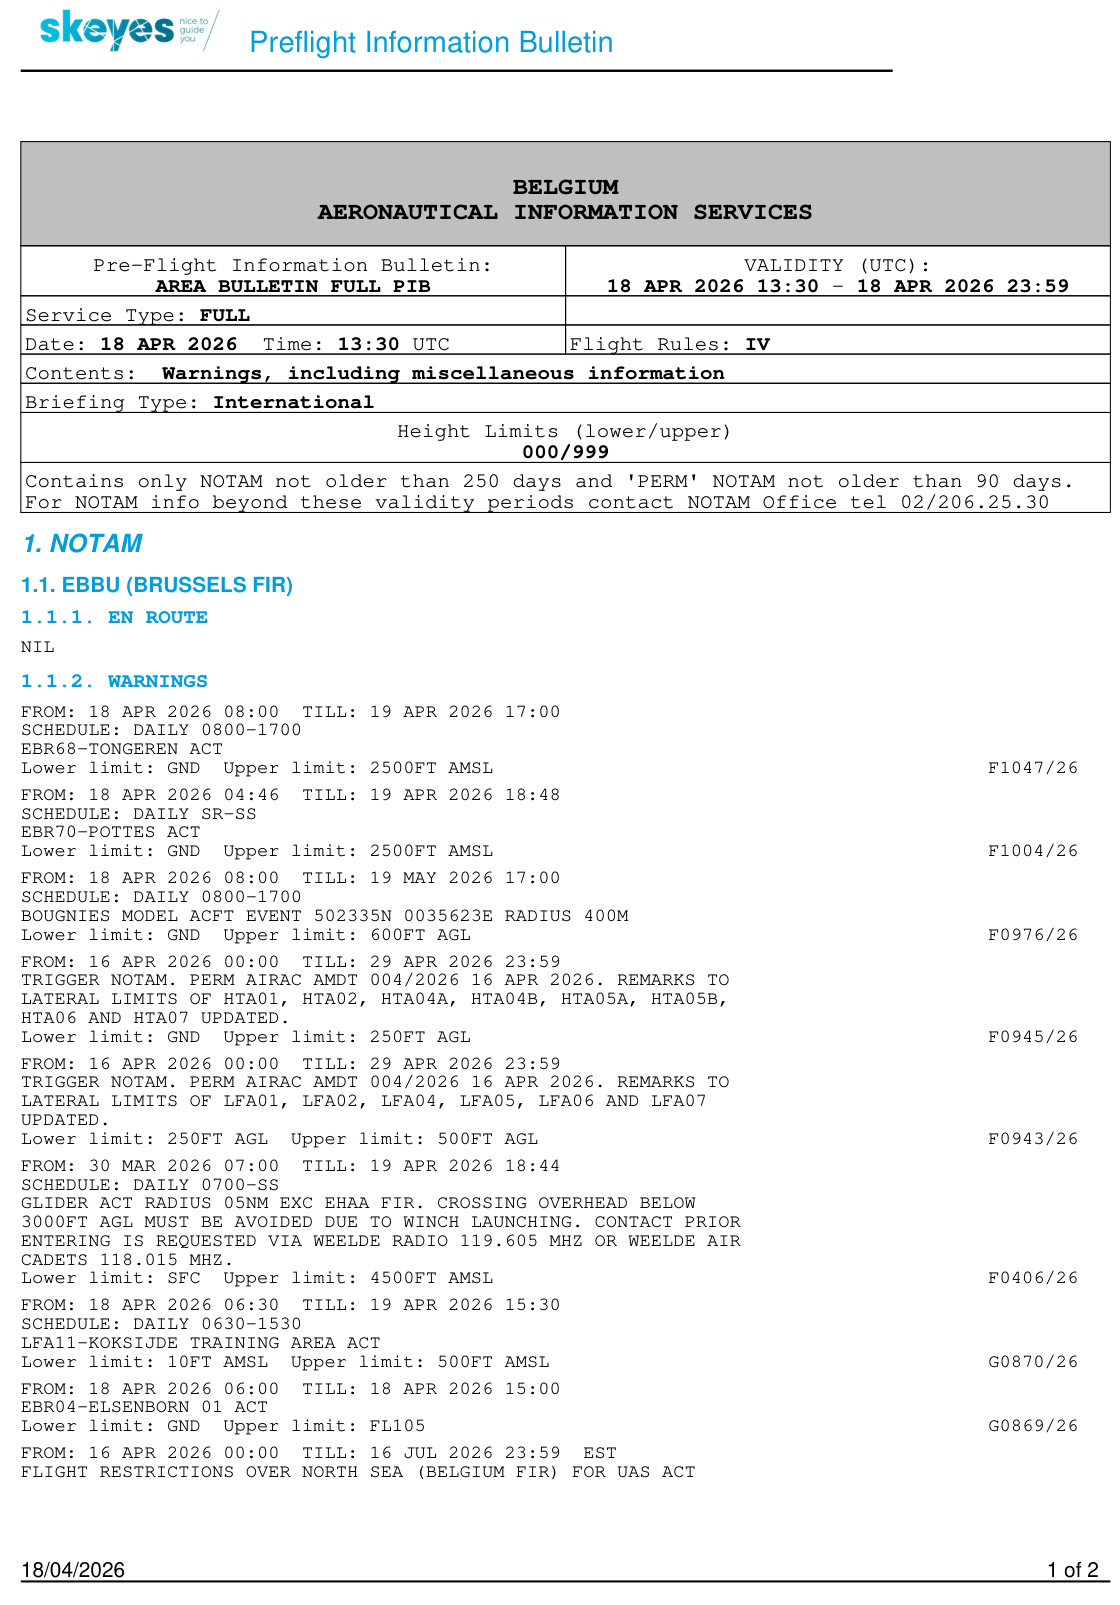 skeyes nice to guide you
Preflight Information Bulletin
BELGIUM
AERONAUTICAL INFORMATION SERVICES
Pre-Flight Information Bulletin:
AREA BULLETIN FULL PIB
VALIDITY (UTC):
18 APR 2026 13:30 - 18 APR 2026 23:59
Service Type: FULL
Date: 18 APR 2026  Time: 13:30 UTC
Flight Rules: IV
Contents:  Warnings, including miscellaneous information
Briefing Type: International
Height Limits (lower/upper)
000/999
Contains only NOTAM not older than 250 days and 'PERM' NOTAM not older than 90 days.
For NOTAM info beyond these validity periods contact NOTAM Office tel 02/206.25.30
1. NOTAM
1.1. EBBU (BRUSSELS FIR)
1.1.1. EN ROUTE
NIL
1.1.2. WARNINGS
FROM: 18 APR 2026 08:00  TILL: 19 APR 2026 17:00
SCHEDULE: DAILY 0800-1700
EBR68-TONGEREN ACT
Lower limit: GND  Upper limit: 2500FT AMSL F1047/26
FROM: 18 APR 2026 04:46  TILL: 19 APR 2026 18:48
SCHEDULE: DAILY SR-SS
EBR70-POTTES ACT
Lower limit: GND  Upper limit: 2500FT AMSL F1004/26
FROM: 18 APR 2026 08:00  TILL: 19 MAY 2026 17:00
SCHEDULE: DAILY 0800-1700
BOUGNIES MODEL ACFT EVENT 502335N 0035623E RADIUS 400M
Lower limit: GND  Upper limit: 600FT AGL F0976/26
FROM: 16 APR 2026 00:00  TILL: 29 APR 2026 23:59
TRIGGER NOTAM. PERM AIRAC AMDT 004/2026 16 APR 2026. REMARKS TO
LATERAL LIMITS OF HTA01, HTA02, HTA04A, HTA04B, HTA05A, HTA05B,
HTA06 AND HTA07 UPDATED.
Lower limit: GND  Upper limit: 250FT AGL F0945/26
FROM: 16 APR 2026 00:00  TILL: 29 APR 2026 23:59
TRIGGER NOTAM. PERM AIRAC AMDT 004/2026 16 APR 2026. REMARKS TO
LATERAL LIMITS OF LFA01, LFA02, LFA04, LFA05, LFA06 AND LFA07
UPDATED.
Lower limit: 250FT AGL  Upper limit: 500FT AGL F0943/26
FROM: 30 MAR 2026 07:00  TILL: 19 APR 2026 18:44
SCHEDULE: DAILY 0700-SS
GLIDER ACT RADIUS 05NM EXC EHAA FIR. CROSSING OVERHEAD BELOW
3000FT AGL MUST BE AVOIDED DUE TO WINCH LAUNCHING. CONTACT PRIOR
ENTERING IS REQUESTED VIA WEELDE RADIO 119.605 MHZ OR WEELDE AIR
CADETS 118.015 MHZ.
Lower limit: SFC  Upper limit: 4500FT AMSL F0406/26
FROM: 18 APR 2026 06:30  TILL: 19 APR 2026 15:30
SCHEDULE: DAILY 0630-1530
LFA11-KOKSIJDE TRAINING AREA ACT
Lower limit: 10FT AMSL  Upper limit: 500FT AMSL G0870/26
FROM: 18 APR 2026 06:00  TILL: 18 APR 2026 15:00
EBR04-ELSENBORN 01 ACT
Lower limit: GND  Upper limit: FL105 G0869/26
FROM: 16 APR 2026 00:00  TILL: 16 JUL 2026 23:59  EST
FLIGHT RESTRICTIONS OVER NORTH SEA (BELGIUM FIR) FOR UAS ACT
18/04/2026 1 of 2